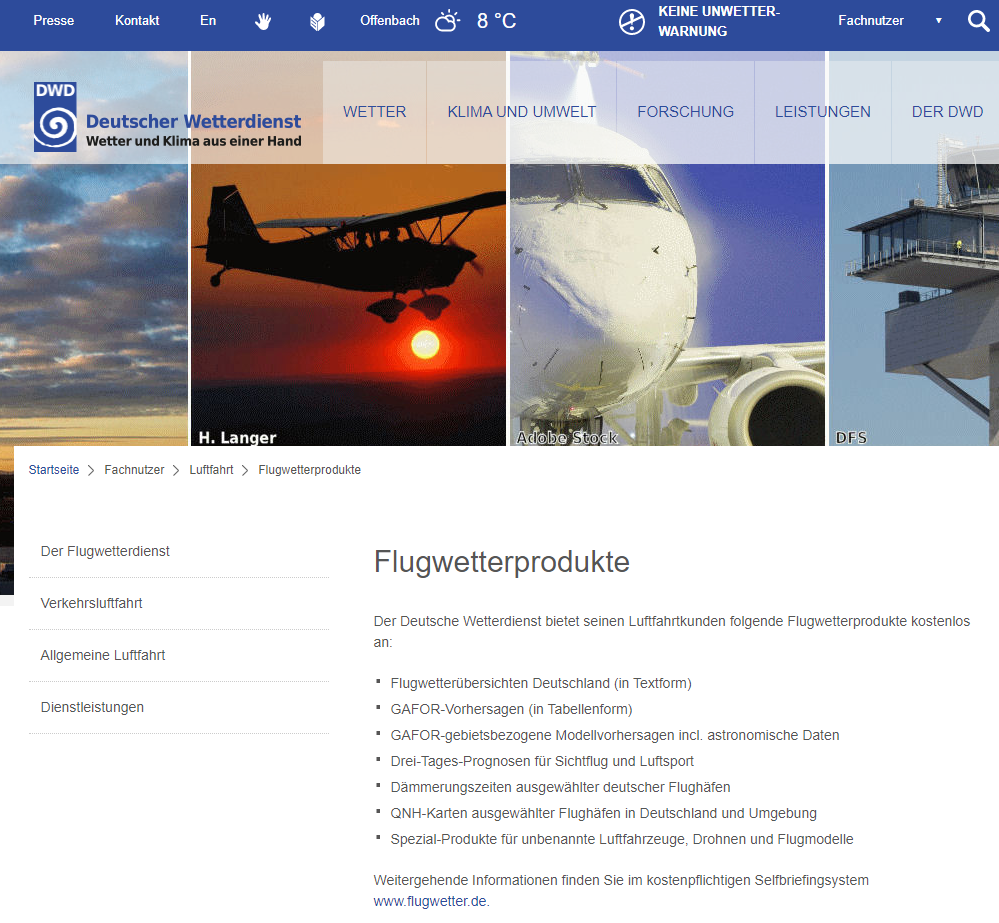 Presse Kontakt En Offenbach 8 °C KEINE UNWETTER-
WARNUNG Fachnutzer
DWD
Deutscher Wetterdienst
Wetter und Klima aus einer Hand
WETTER KLIMA UND UMWELT FORSCHUNG LEISTUNGEN DER DWD
H. Langer Adobe Stock DFS
Startseite Fachnutzer Luftfahrt Flugwetterprodukte
Der Flugwetterdienst
Verkehrsluftfahrt
Allgemeine Luftfahrt
Dienstleistungen
Flugwetterprodukte
Der Deutsche Wetterdienst bietet seinen Luftfahrtkunden folgende Flugwetterprodukte kostenlos
an:
Flugwetterübersichten Deutschland (in Textform)
GAFOR-Vorhersagen (in Tabellenform)
GAFOR-gebietsbezogene Modellvorhersagen incl. astronomische Daten
Drei-Tages-Prognosen für Sichtflug und Luftsport
Dämmerungszeiten ausgewählter deutscher Flughäfen
QNH-Karten ausgewählter Flughäfen in Deutschland und Umgebung
Spezial-Produkte für unbenannte Luftfahrzeuge, Drohnen und Flugmodelle
Weitergehende Informationen finden Sie im kostenpflichtigen Selfbriefingsystem
www.flugwetter.de.